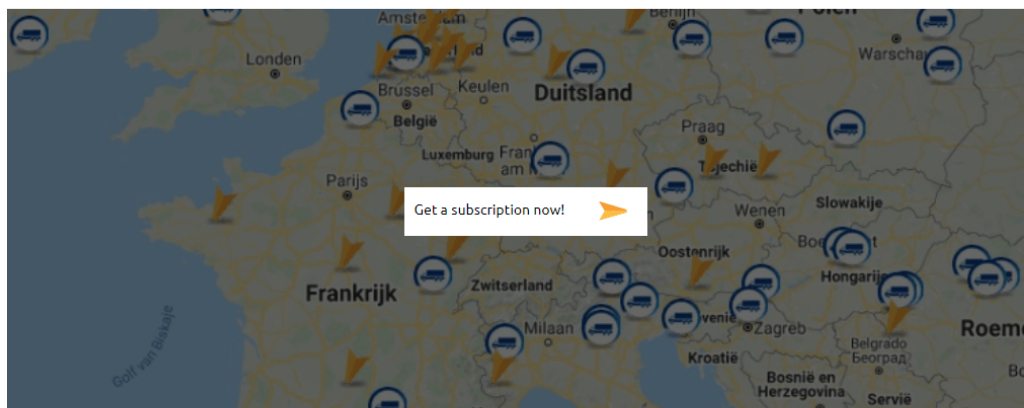 Berlijn
Polen
Amsterdam
Londen
Warschau
Brussel
Keulen
Duitsland
België
Praag
Luxemburg
Tsjechië
Parijs
Get a subscription now!
Slowakije
Wenen
Oostenrijk
Zwitserland
Hongarije
Frankrijk
Milaan
Zagreb
Golf van Biskaje
Belgrado
Београд
Kroatië
Bosnië en
Herzegovina
Servië